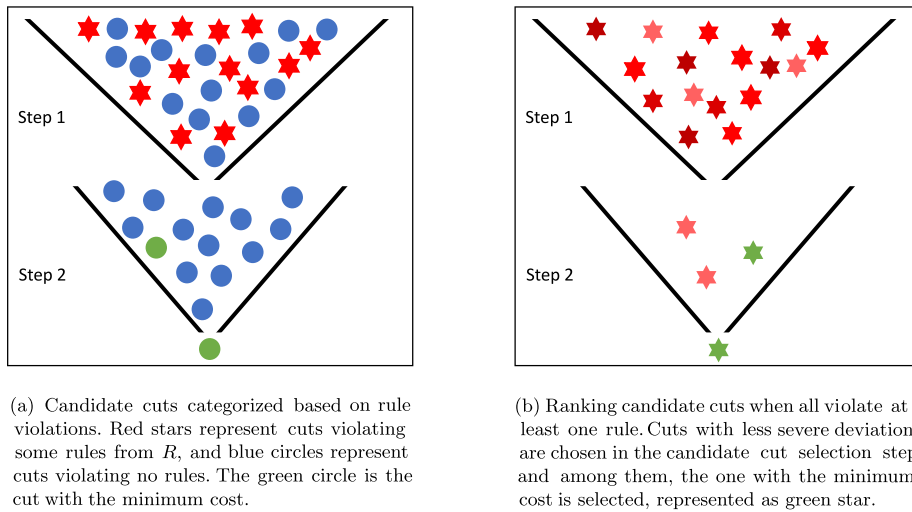 Step 1
Step 2
(a) Candidate cuts categorized based on rule
violations. Red stars represent cuts violating
some rules from R, and blue circles represent
cuts violating no rules. The green circle is the
cut with the minimum cost.
Step 1
Step 2
(b) Ranking candidate cuts when all violate at
least one rule. Cuts with less severe deviation
are chosen in the candidate cut selection step
and among them, the one with the minimum
cost is selected, represented as green star.